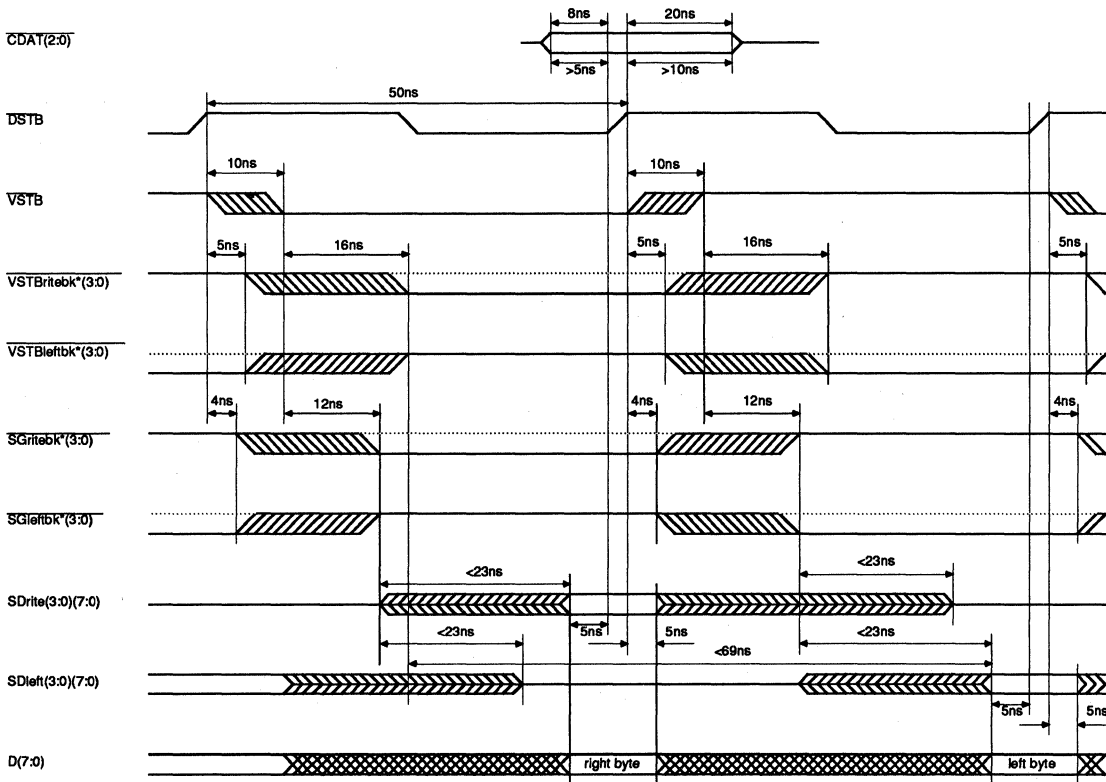 8ns 20ns
CDAT(2:0)
>5ns >10ns
50ns
DSTB
10ns 10ns
VSTB
5ns 16ns 5ns 16ns 5ns
VSTBritebk*(3:0)
VSTBleftbk*(3:0)
4ns 12ns 4ns 12ns 4ns
SGritebk*(3:0)
SGleftbk*(3:0)
<23ns <23ns
SDrite(3:0)(7:0)
<23ns 5ns 5ns <23ns
<69ns
SDleft(3:0)(7:0)
5ns 5ns
D(7:0) right byte left byte